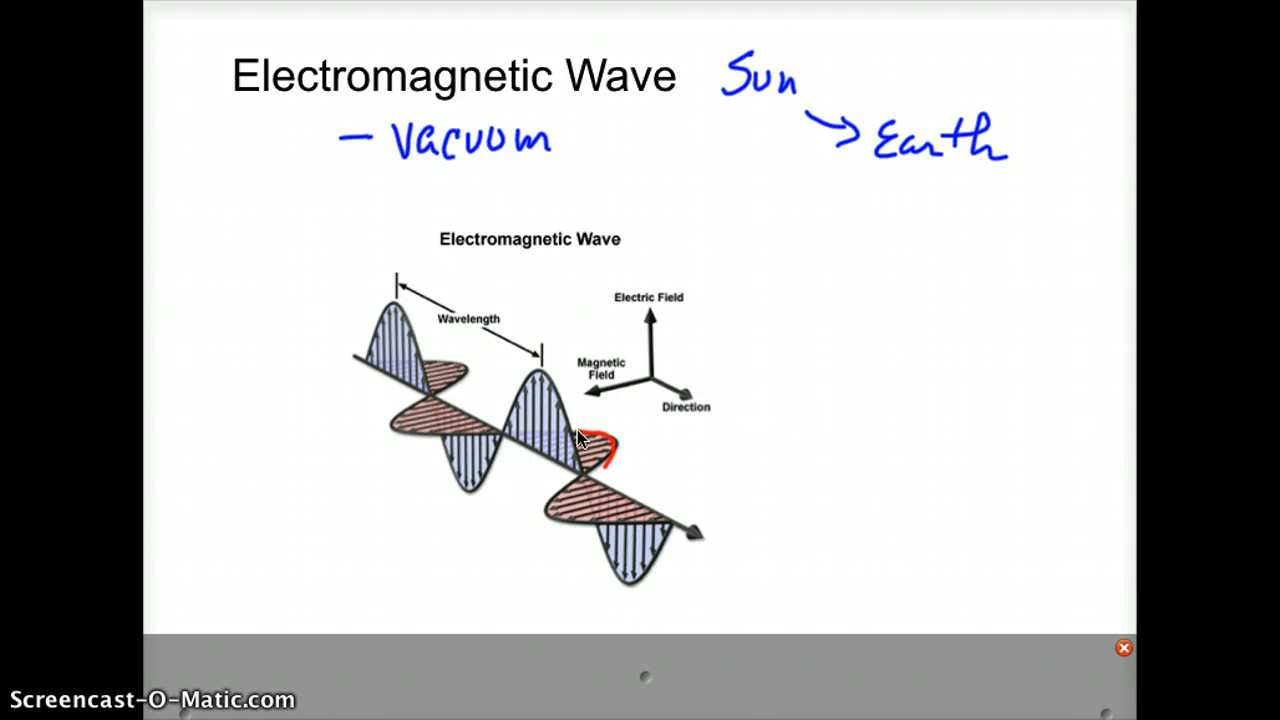 Electromagnetic Wave Sun
- Vacuum → Earth
Electromagnetic Wave
Electric Field
Wavelength
Magnetic
Field
Direction
Screencast-O-Matic.com